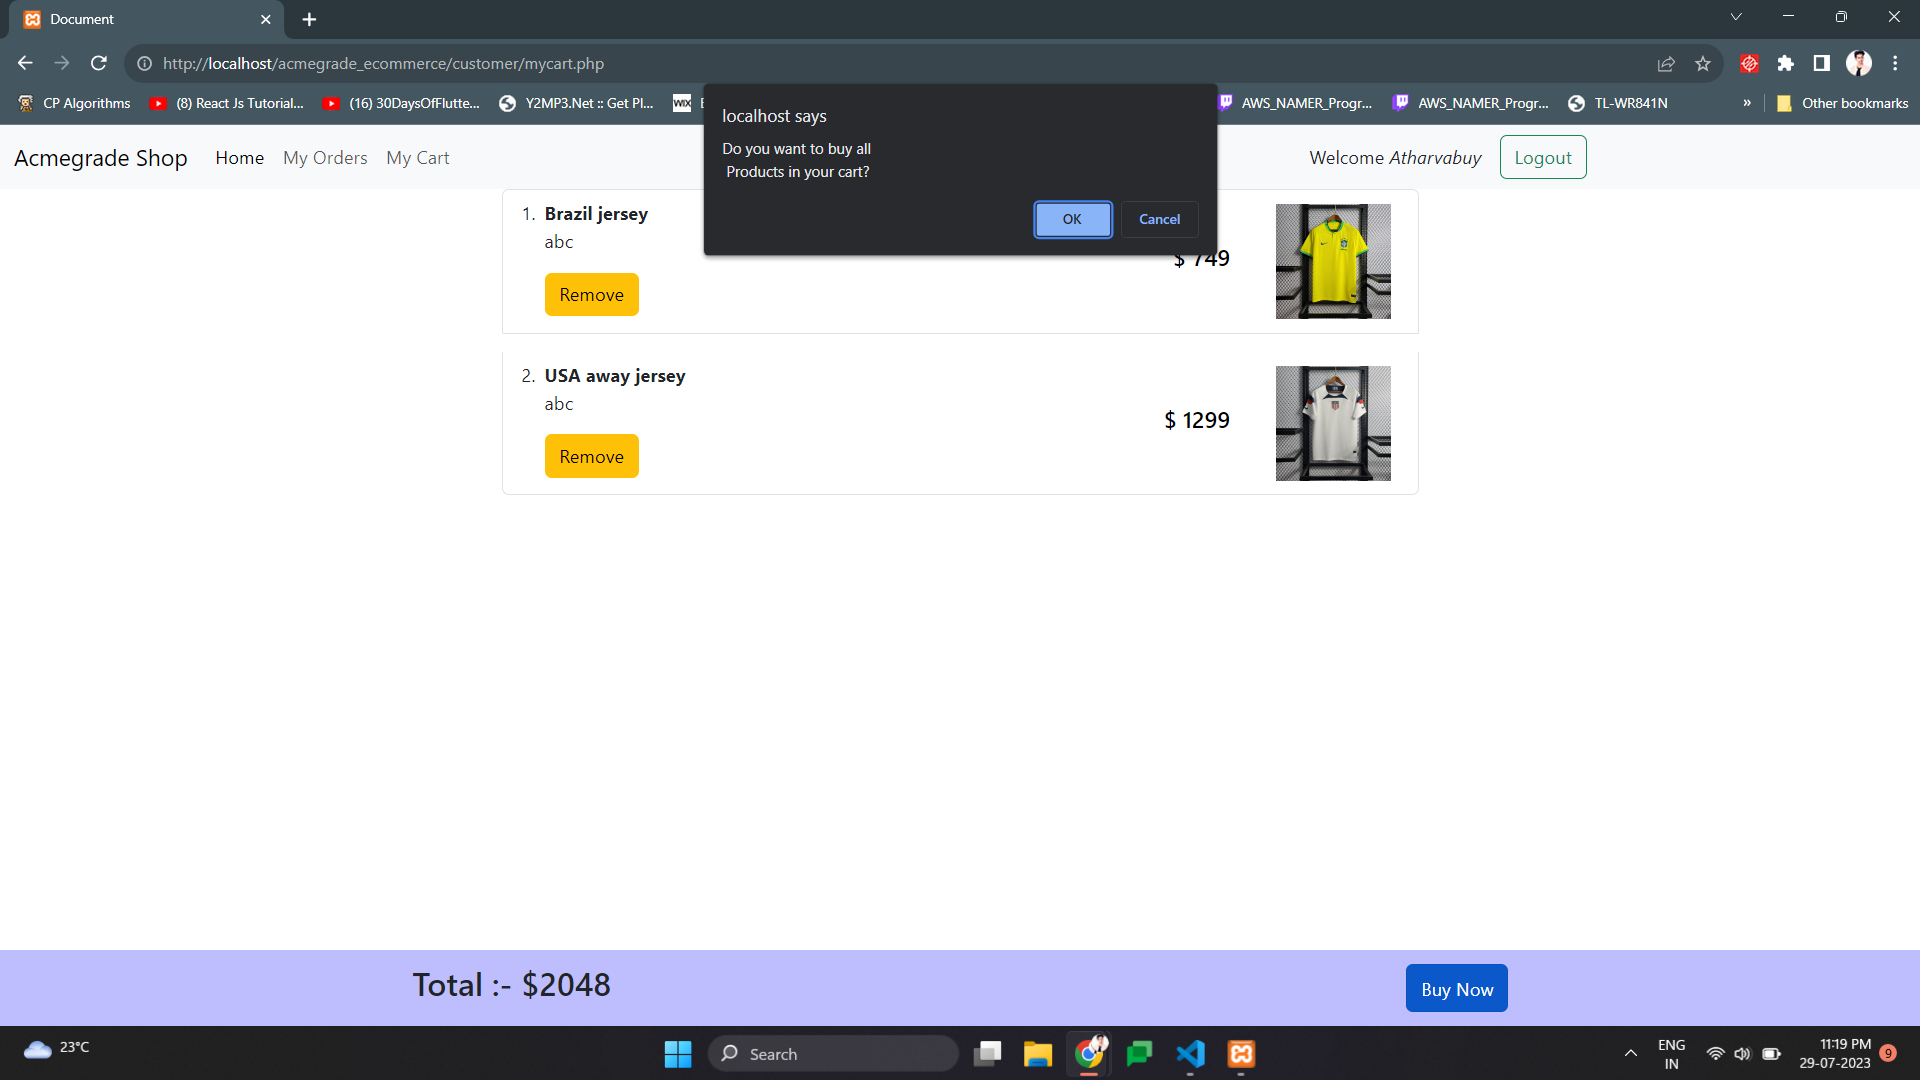 Document
http://localhost/acmegrade_ecommerce/customer/mycart.php
CP Algorithms
(8) React Js Tutorial...
(16) 30DaysOfFlutte...
Y2MP3.Net :: Get Pl...
WIX
AWS_NAMER_Progr...
AWS_NAMER_Progr...
TL-WR841N
»
Other bookmarks
localhost says
Do you want to buy all
Products in your cart?
OK
Cancel
Acmegrade Shop
Home
My Orders
My Cart
Welcome Atharvabuy
Logout
1. Brazil jersey
abc
$ 749
Remove
2. USA away jersey
abc
$ 1299
Remove
Total :- $2048
Buy Now
23°C
Search
ENG
IN
11:19 PM
29-07-2023
9